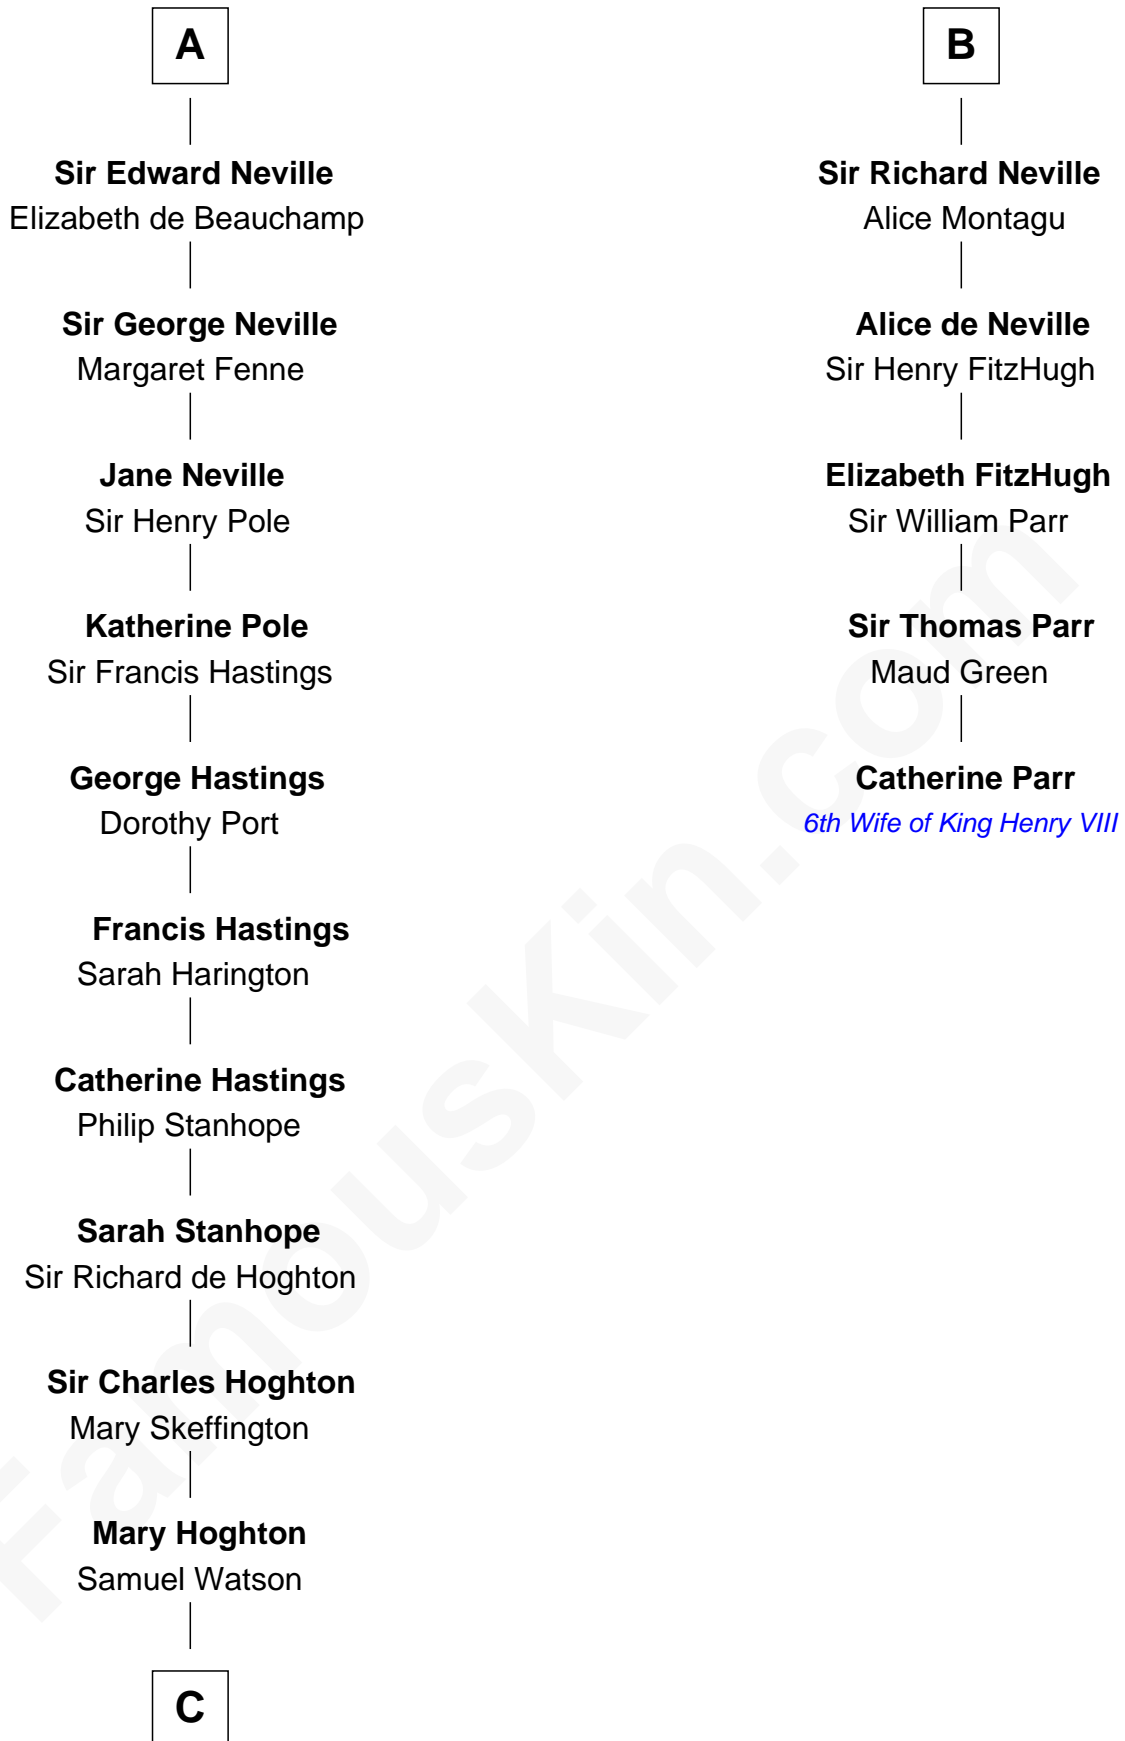 A
Sir Edward Neville
Elizabeth de Beauchamp
Sir George Neville
Margaret Fenne
Jane Neville
Sir Henry Pole
Katherine Pole
Sir Francis Hastings
George Hastings
Dorothy Port
Francis Hastings
Sarah Harington
Catherine Hastings
Philip Stanhope
Sarah Stanhope
Sir Richard de Hoghton
Sir Charles Hoghton
Mary Skeffington
Mary Hoghton
Samuel Watson
C
B
Sir Richard Neville
Alice Montagu
Alice de Neville
Sir Henry FitzHugh
Elizabeth FitzHugh
Sir William Parr
Sir Thomas Parr
Maud Green
Catherine Parr
6th Wife of King Henry VIII
FamousKin.com